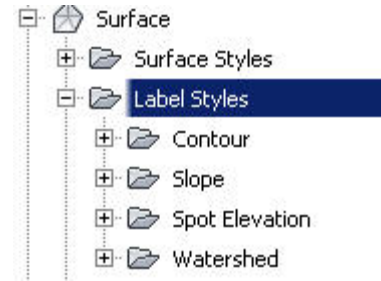 Surface
Surface Styles
Label Styles
Contour
Slope
Spot Elevation
Watershed